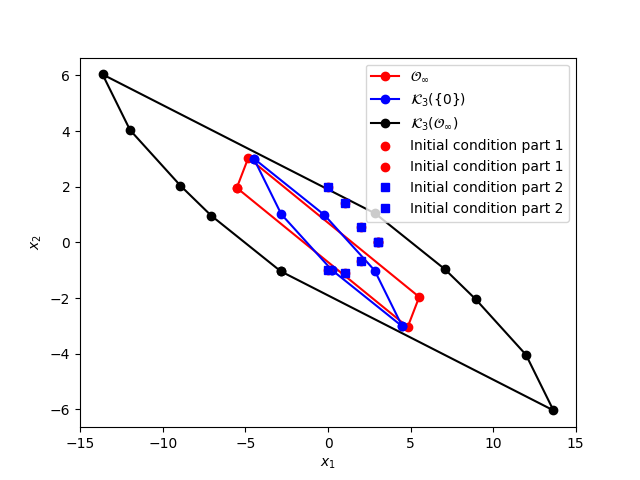 6
4
2
0
−2
−4
−6
−15
−10
−5
0
5
10
15
x₁
x₂
𝒪∞
𝒦₃({0})
𝒦₃(𝒪∞)
Initial condition part 1
Initial condition part 1
Initial condition part 2
Initial condition part 2